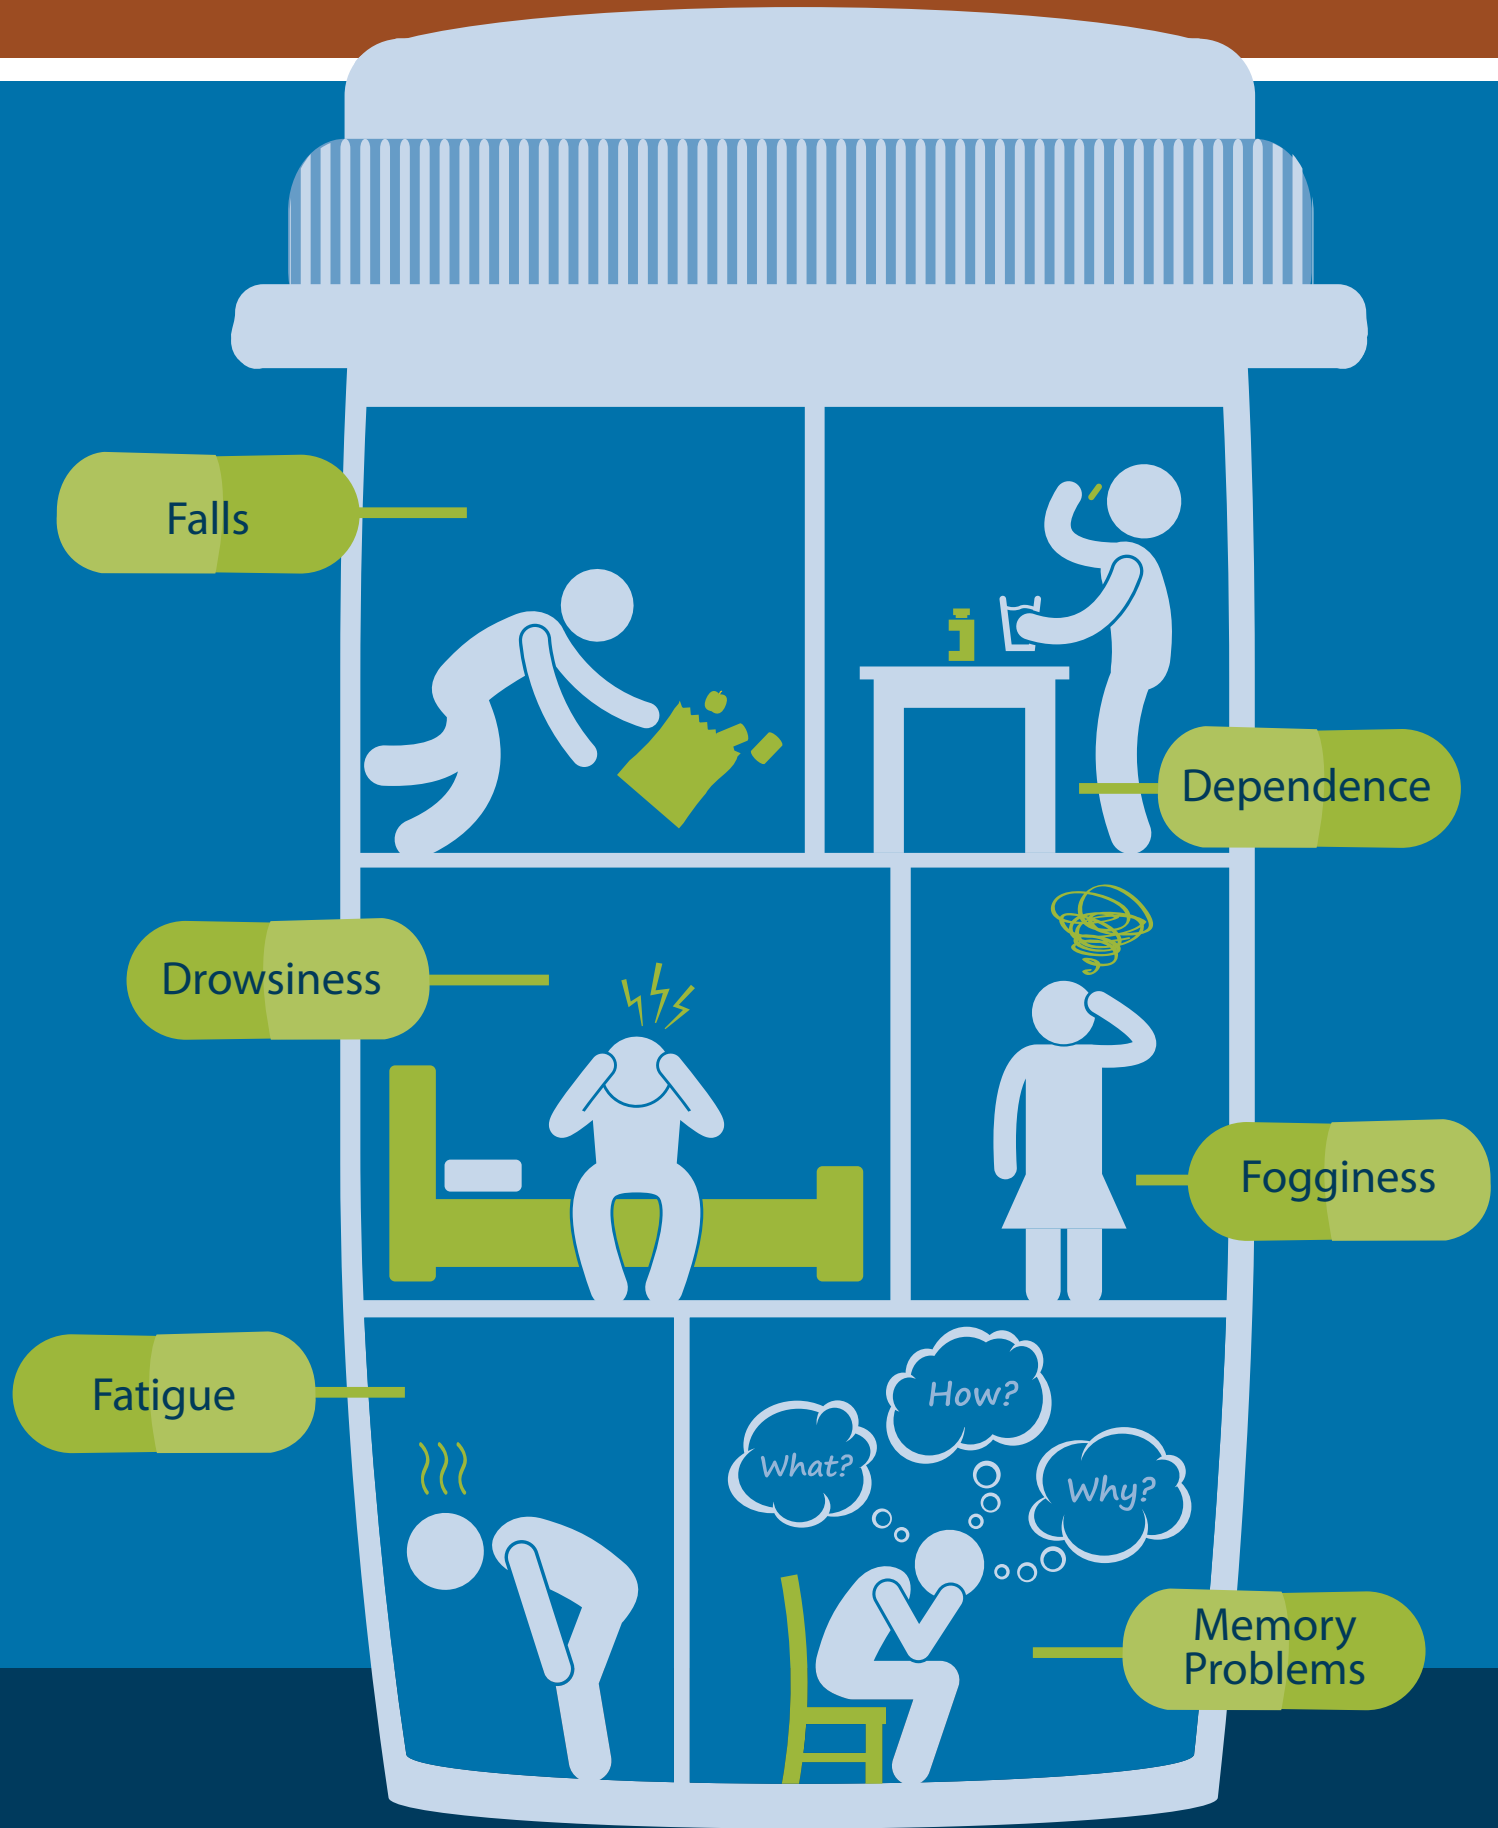 Falls
Dependence
Drowsiness
Fogginess
Fatigue
How?
What?
Why?
Memory
Problems